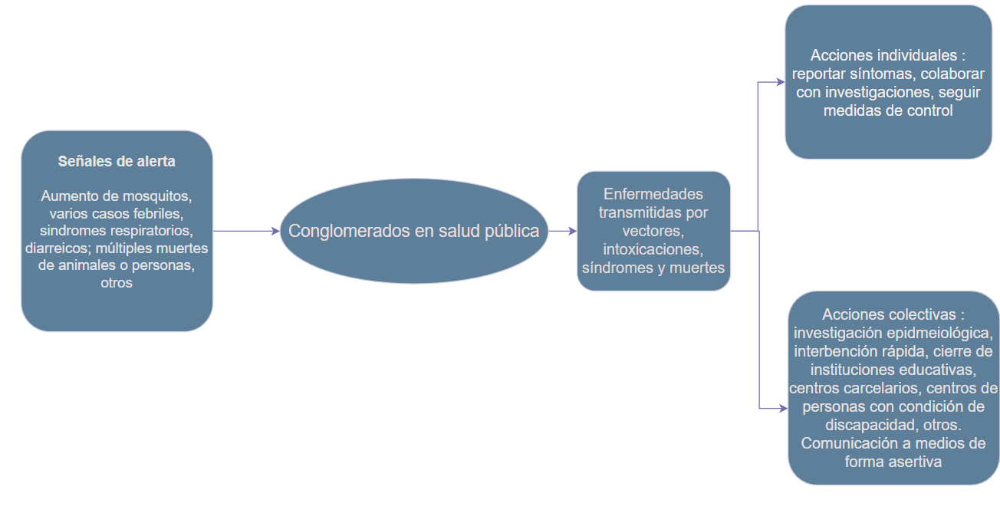 Señales de alerta
Aumento de mosquitos,
varios casos febriles,
sindromes respiratorios,
diarreicos; múltiples muertes
de animales o personas,
otros
Conglomerados en salud pública
Enfermedades
transmitidas por
vectores,
intoxicaciones,
síndromes y muertes
Acciones individuales :
reportar síntomas, colaborar
con investigaciones, seguir
medidas de control
Acciones colectivas :
investigación epidmeiológica,
interbención rápida, cierre de
instituciones educativas,
centros carcelarios, centros de
personas con condición de
discapacidad, otros.
Comunicación a medios de
forma asertiva